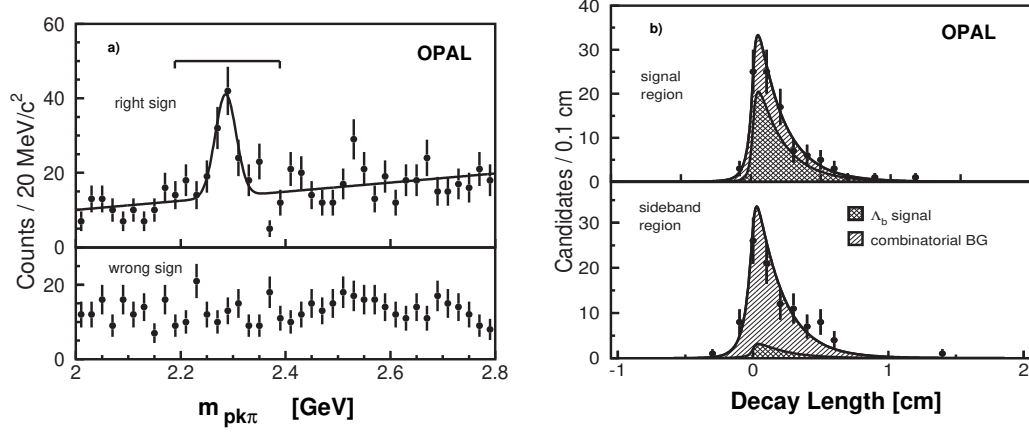 a)
OPAL
right sign
60
40
20
0
Counts / 20 MeV/c²
wrong sign
20
0
2
2.2
2.4
2.6
2.8
m pkπ [GeV]
b)
OPAL
signal region
40
30
20
10
0
Candidates / 0.1 cm
sideband region
Λb signal
combinatorial BG
30
20
10
0
-1
0
1
2
Decay Length [cm]